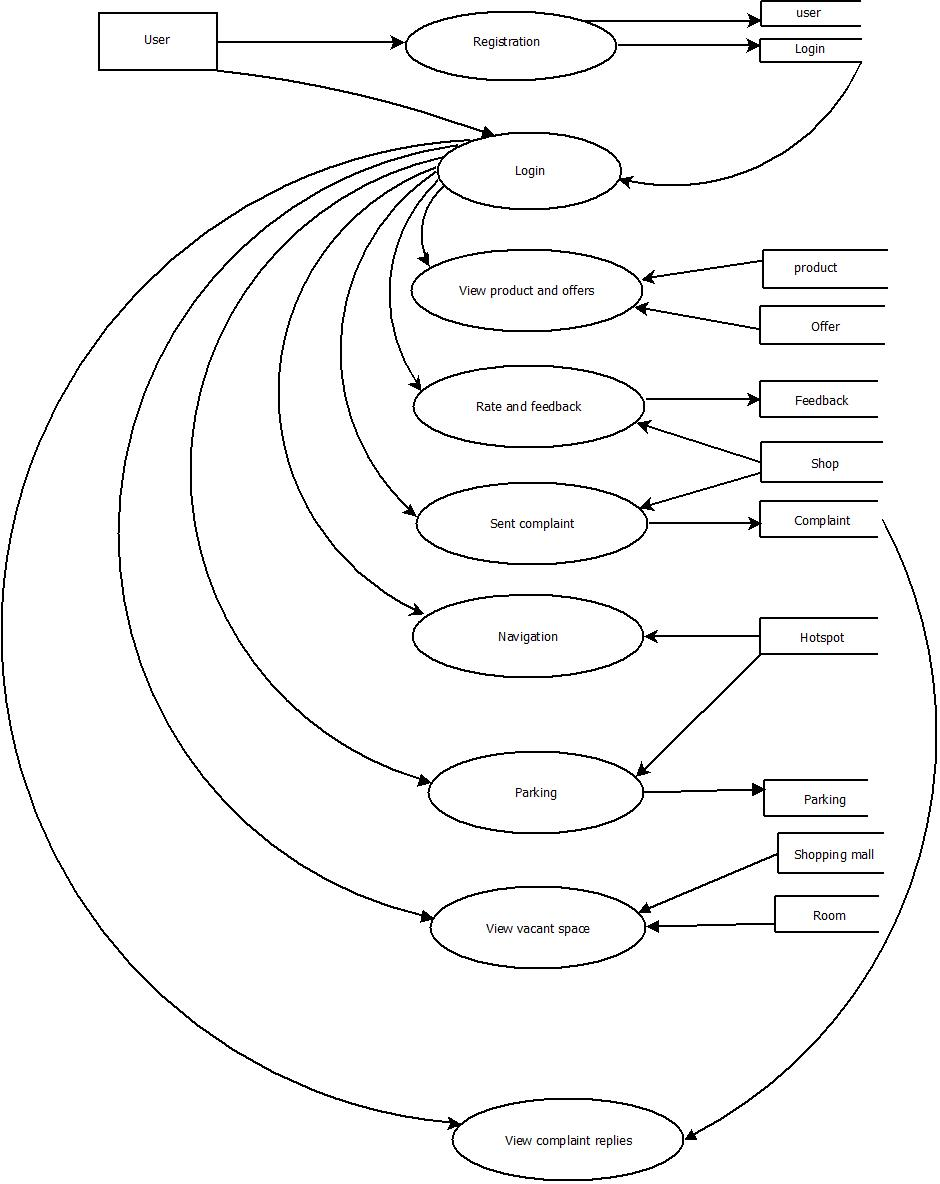 User
Registration
user
Login
Login
View product and offers
product
Offer
Rate and feedback
Feedback
Shop
Sent complaint
Complaint
Navigation
Hotspot
Parking
Parking
Shopping mall
View vacant space
Room
View complaint replies